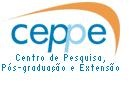 ceppe
Centro de Pesquisa,
Pós-graduação e Extensão